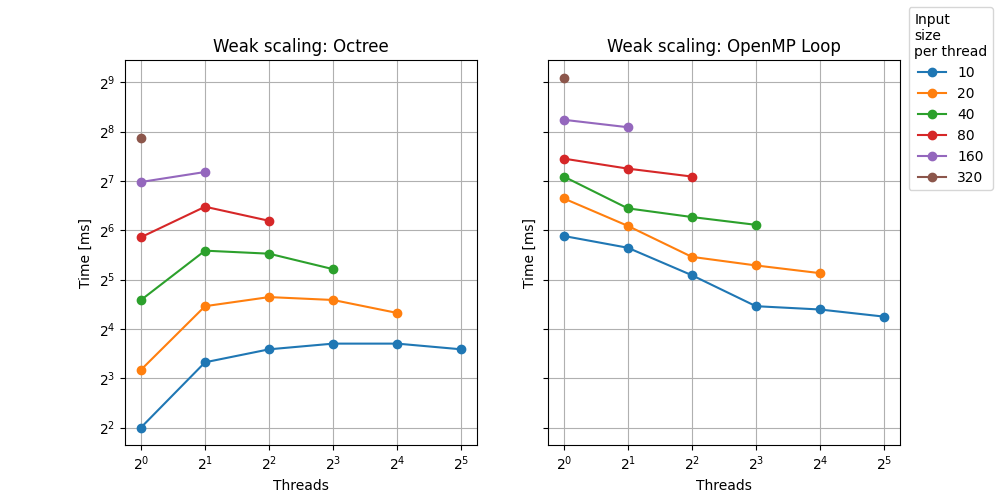 Weak scaling: Octree
Time [ms]
2⁹
2⁸
2⁷
2⁶
2⁵
2⁴
2³
2²
2⁰ 2¹ 2² 2³ 2⁴ 2⁵
Threads
Weak scaling: OpenMP Loop
Time [ms]
2⁰ 2¹ 2² 2³ 2⁴ 2⁵
Threads
Input
size
per thread
10
20
40
80
160
320